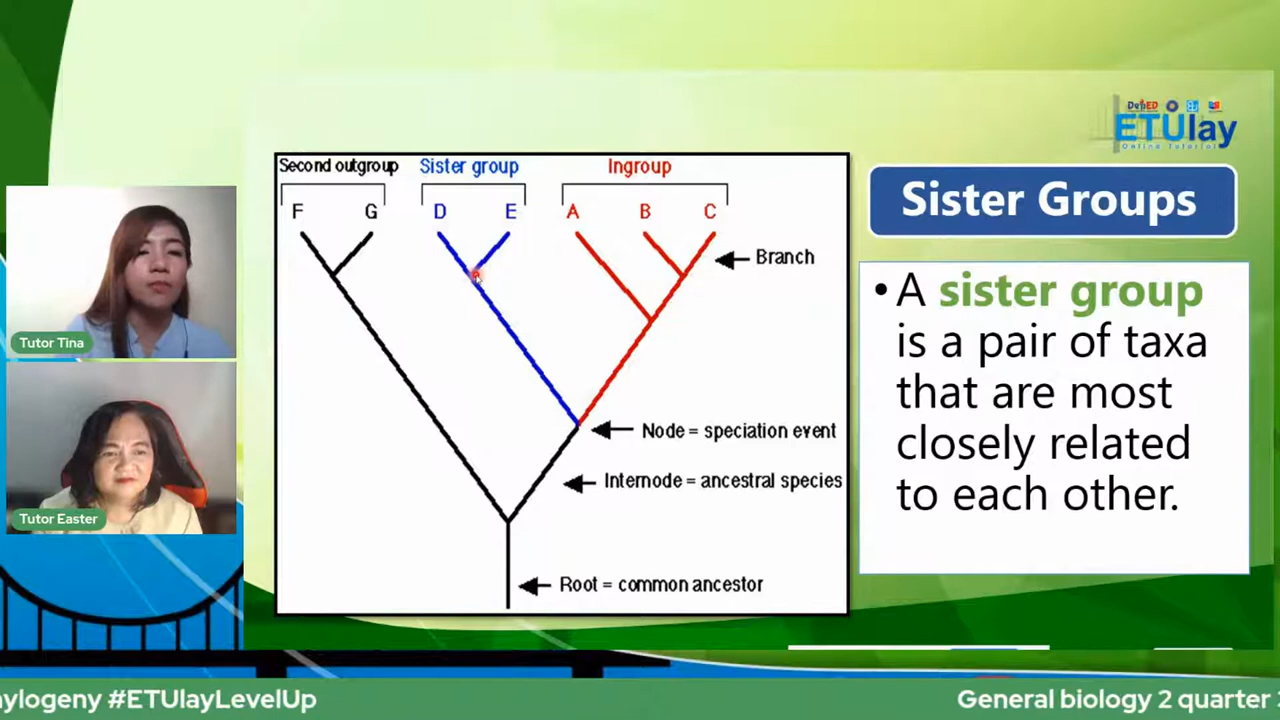 DepED
ETUlay
Online Tutorial
Second outgroup
Sister group
Ingroup
F
G
D
E
A
B
C
Branch
Node = speciation event
Internode = ancestral species
Root = common ancestor
Sister Groups
• A sister group
is a pair of taxa
that are most
closely related
to each other.
Tutor Tina
Tutor Easter
ylogeny #ETUlayLevelUp
General biology 2 quarter